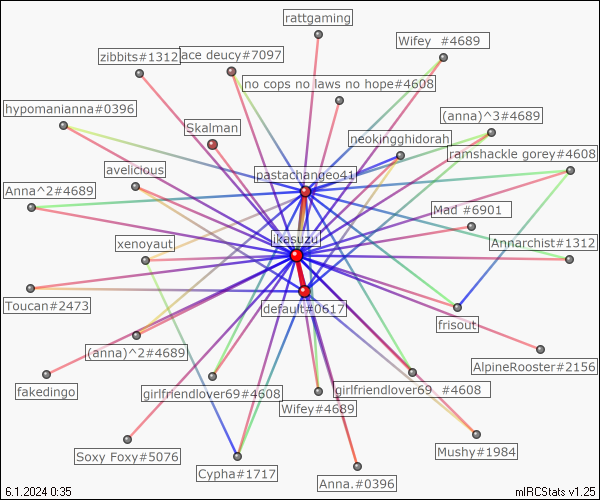 rattgaming
Wifey  #4689
zibbits#1312
ace deucy#7097
no cops no laws no hope#4608
hypomanianna#0396
(anna)^3#4689
Skalman
neokingghidorah
ramshackle gorey#4608
avelicious
pastachangeo41
Anna^2#4689
Mad #6901
xenoyaut
ikasuzu
Annarchist#1312
Toucan#2473
default#0617
frisout
(anna)^2#4689
AlpineRooster#2156
fakedingo
girlfriendlover69#4608
girlfriendlover69  #4608
Wifey#4689
Soxy Foxy#5076
Mushy#1984
Cypha#1717
Anna.#0396
6.1.2024 0:35
mIRCStats v1.25